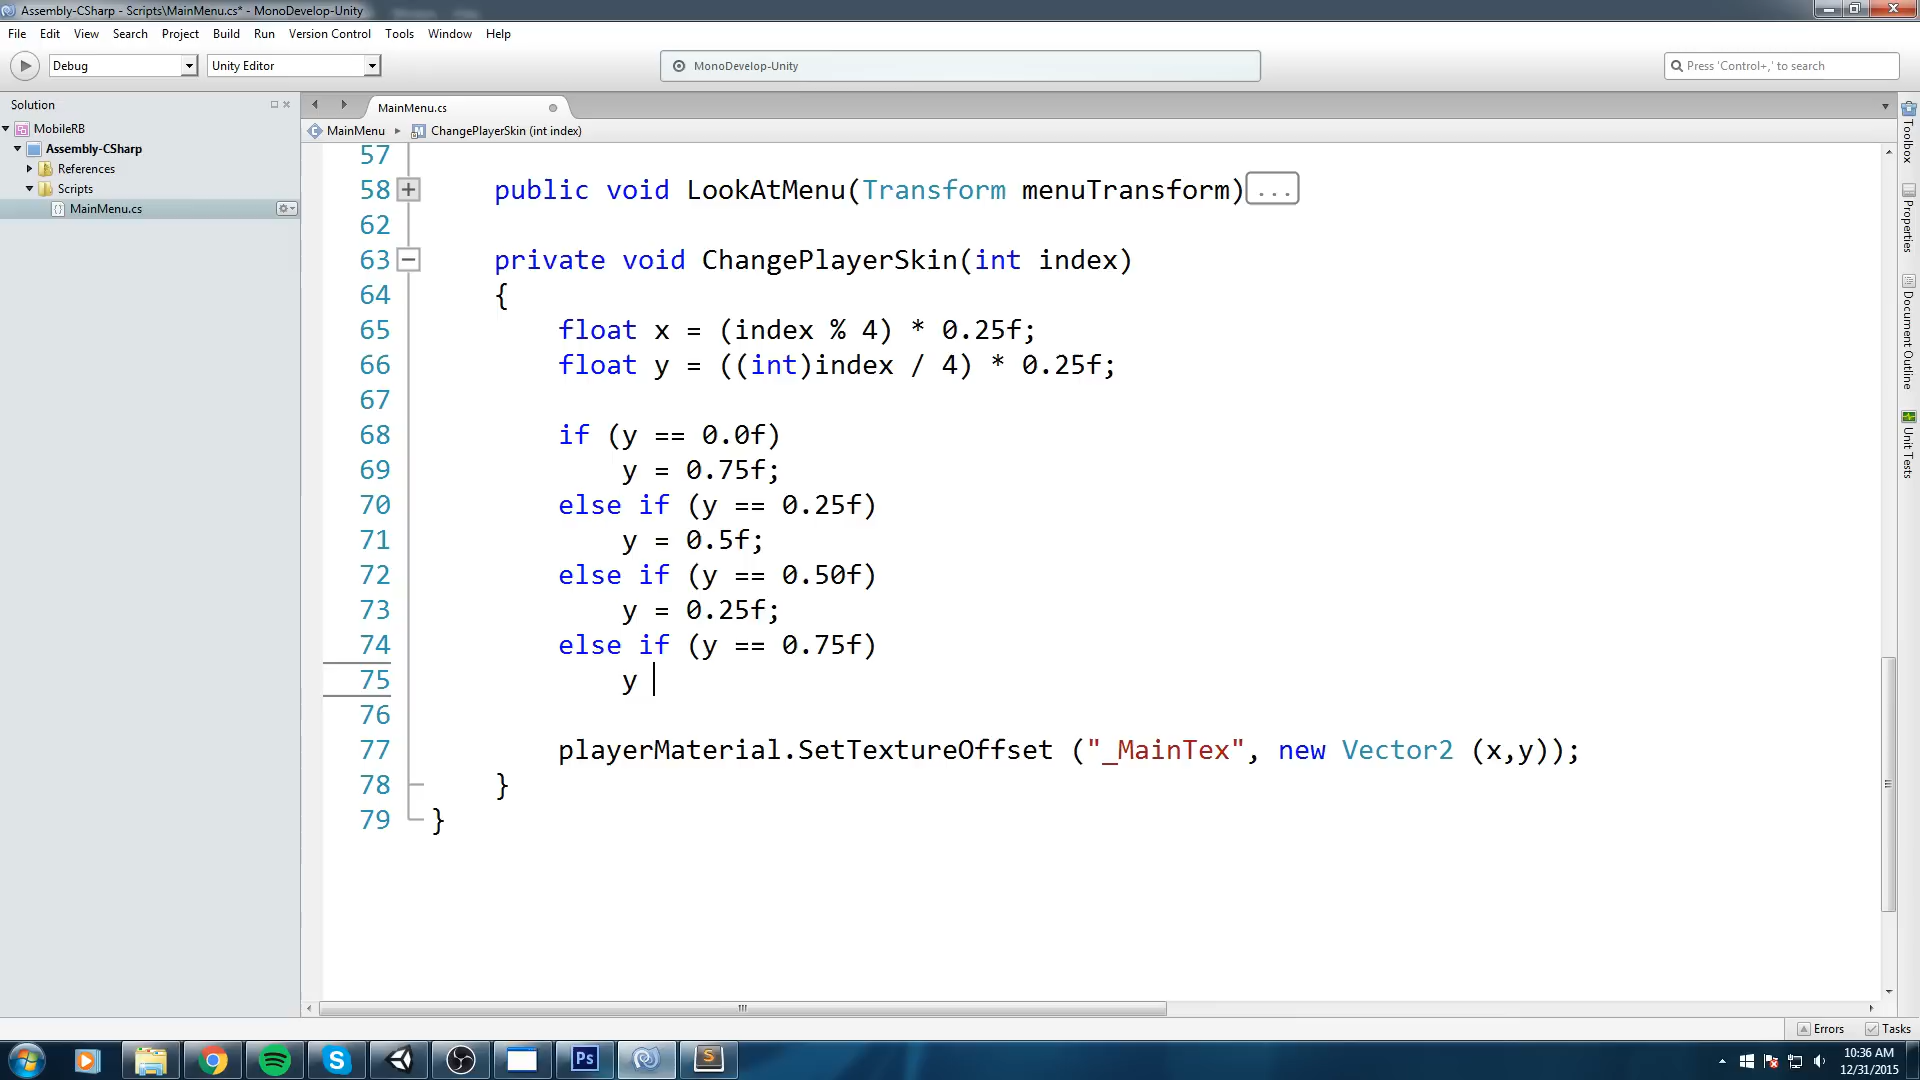 Assembly-CSharp - Scripts\MainMenu.cs* - MonoDevelop-Unity
File Edit View Search Project Build Run Version Control Tools Window Help
Debug Unity Editor MonoDevelop-Unity Press 'Control+,' to search
Solution
MobileRB
Assembly-CSharp
References
Scripts
MainMenu.cs
MainMenu.cs
MainMenu ChangePlayerSkin (int index)
57
58 public void LookAtMenu(Transform menuTransform)...
62
63 private void ChangePlayerSkin(int index)
64 {
65 float x = (index % 4) * 0.25f;
66 float y = ((int)index / 4) * 0.25f;
67
68 if (y == 0.0f)
69 y = 0.75f;
70 else if (y == 0.25f)
71 y = 0.5f;
72 else if (y == 0.50f)
73 y = 0.25f;
74 else if (y == 0.75f)
75 y
76
77 playerMaterial.SetTextureOffset ("_MainTex", new Vector2 (x,y));
78 }
79 }
Toolbox
Properties
Document Outline
Unit Tests
Errors Tasks
Ps
S
10:36 AM
12/31/2015